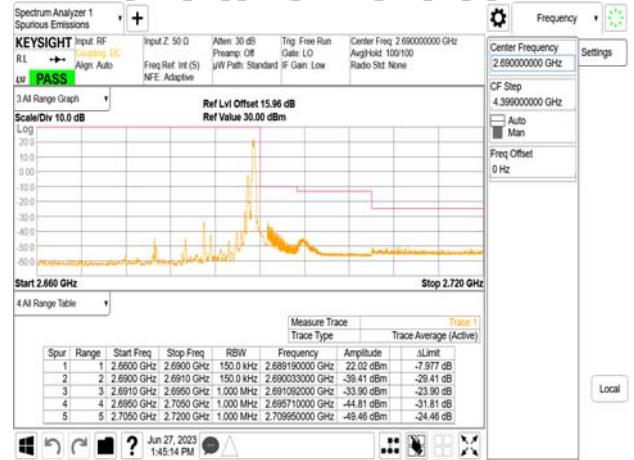 Spectrum Analyzer 1
Spurious Emissions
Frequency
KEYSIGHT
RL
PASS
Input: RF
Coupling: DC
Align: Auto
Input Z: 50 Ω
Freq Ref: Int (S)
NFE: Adaptive
Atten: 30 dB
Preamp: Off
µW Path: Standard
Trig: Free Run
Gate: LO
IF Gain: Low
Center Freq: 2.690000000 GHz
Avg|Hold: 100/100
Radio Std: None
Center Frequency
2.690000000 GHz
Settings
CF Step
4.399000000 GHz
Auto
Man
Freq Offset
0 Hz
3 All Range Graph
Scale/Div 10.0 dB
Ref Lvl Offset 15.96 dB
Ref Value 30.00 dBm
Log
20.0
10.0
0.00
-10.0
-20.0
-30.0
-40.0
-50.0
-60.0
Start 2.660 GHz
Stop 2.720 GHz
4 All Range Table
Measure Trace Trace 1
Trace Type Trace Average (Active)
Spur Range Start Freq Stop Freq RBW Frequency Amplitude ΔLimit
1 1 2.6600 GHz 2.6900 GHz 150.0 kHz 2.689190000 GHz 22.02 dBm -7.977 dB
2 2 2.6900 GHz 2.6910 GHz 150.0 kHz 2.690033000 GHz -39.41 dBm -29.41 dB
3 3 2.6910 GHz 2.6950 GHz 1.000 MHz 2.691092000 GHz -33.90 dBm -23.90 dB
4 4 2.6950 GHz 2.7050 GHz 1.000 MHz 2.695710000 GHz -44.81 dBm -31.81 dB
5 5 2.7050 GHz 2.7200 GHz 1.000 MHz 2.709950000 GHz -49.46 dBm -24.46 dB
Local
Jun 27, 2023
1:45:14 PM